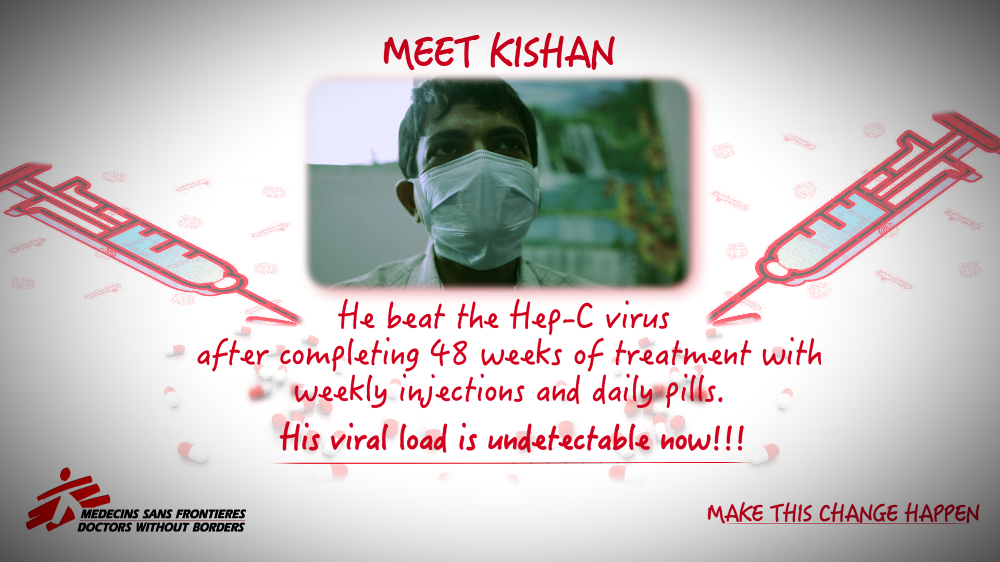 MEET KISHAN
He beat the Hep-C virus
after completing 48 weeks of treatment with
weekly injections and daily pills.
His viral load is undetectable now!!!
MEDECINS SANS FRONTIERES
DOCTORS WITHOUT BORDERS
MAKE THIS CHANGE HAPPEN